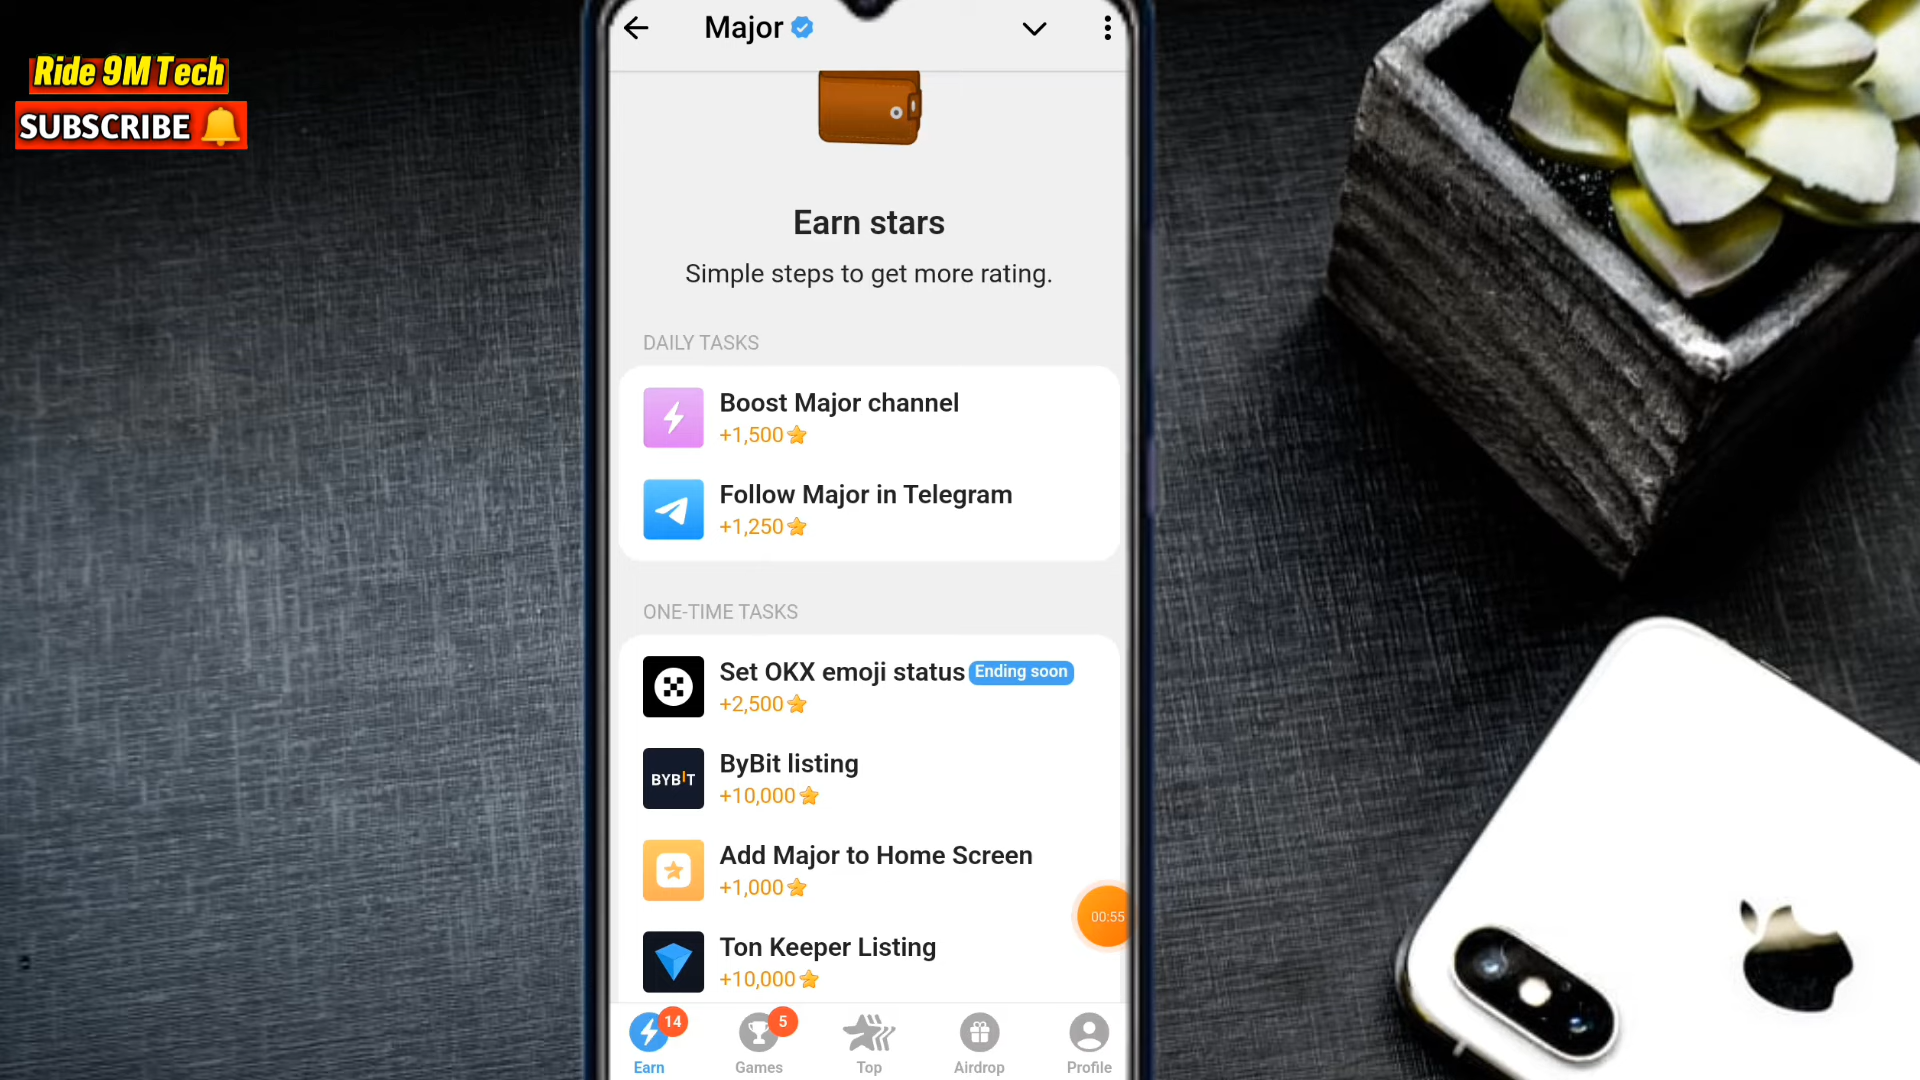 Ride 9M Tech
SUBSCRIBE
Major
Earn stars
Simple steps to get more rating.
DAILY TASKS
Boost Major channel
+1,500
Follow Major in Telegram
+1,250
ONE-TIME TASKS
Set OKX emoji status Ending soon
+2,500
BYBIT
ByBit listing
+10,000
Add Major to Home Screen
+1,000
00:55
Ton Keeper Listing
+10,000
14
5
Earn
Games
Top
Airdrop
Profile